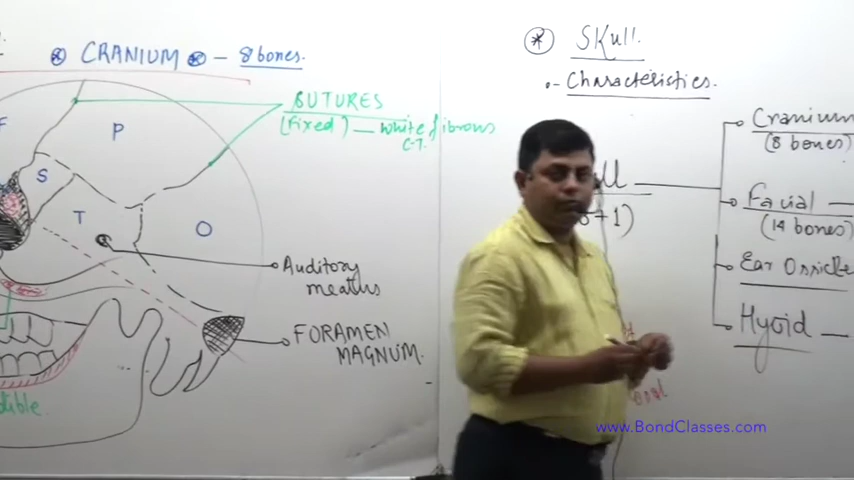 CRANIUM - 8 bones.
SUTURES
(fixed) — white fibrous
C.T.
P
S
T
O
Auditory
meatus
FORAMEN
MAGNUM.
Skull.
Characteristics.
+1)
Cranium
(8 bones)
Facial
(14 bones)
Ear Ossicle
Hyoid
www.BondClasses.com